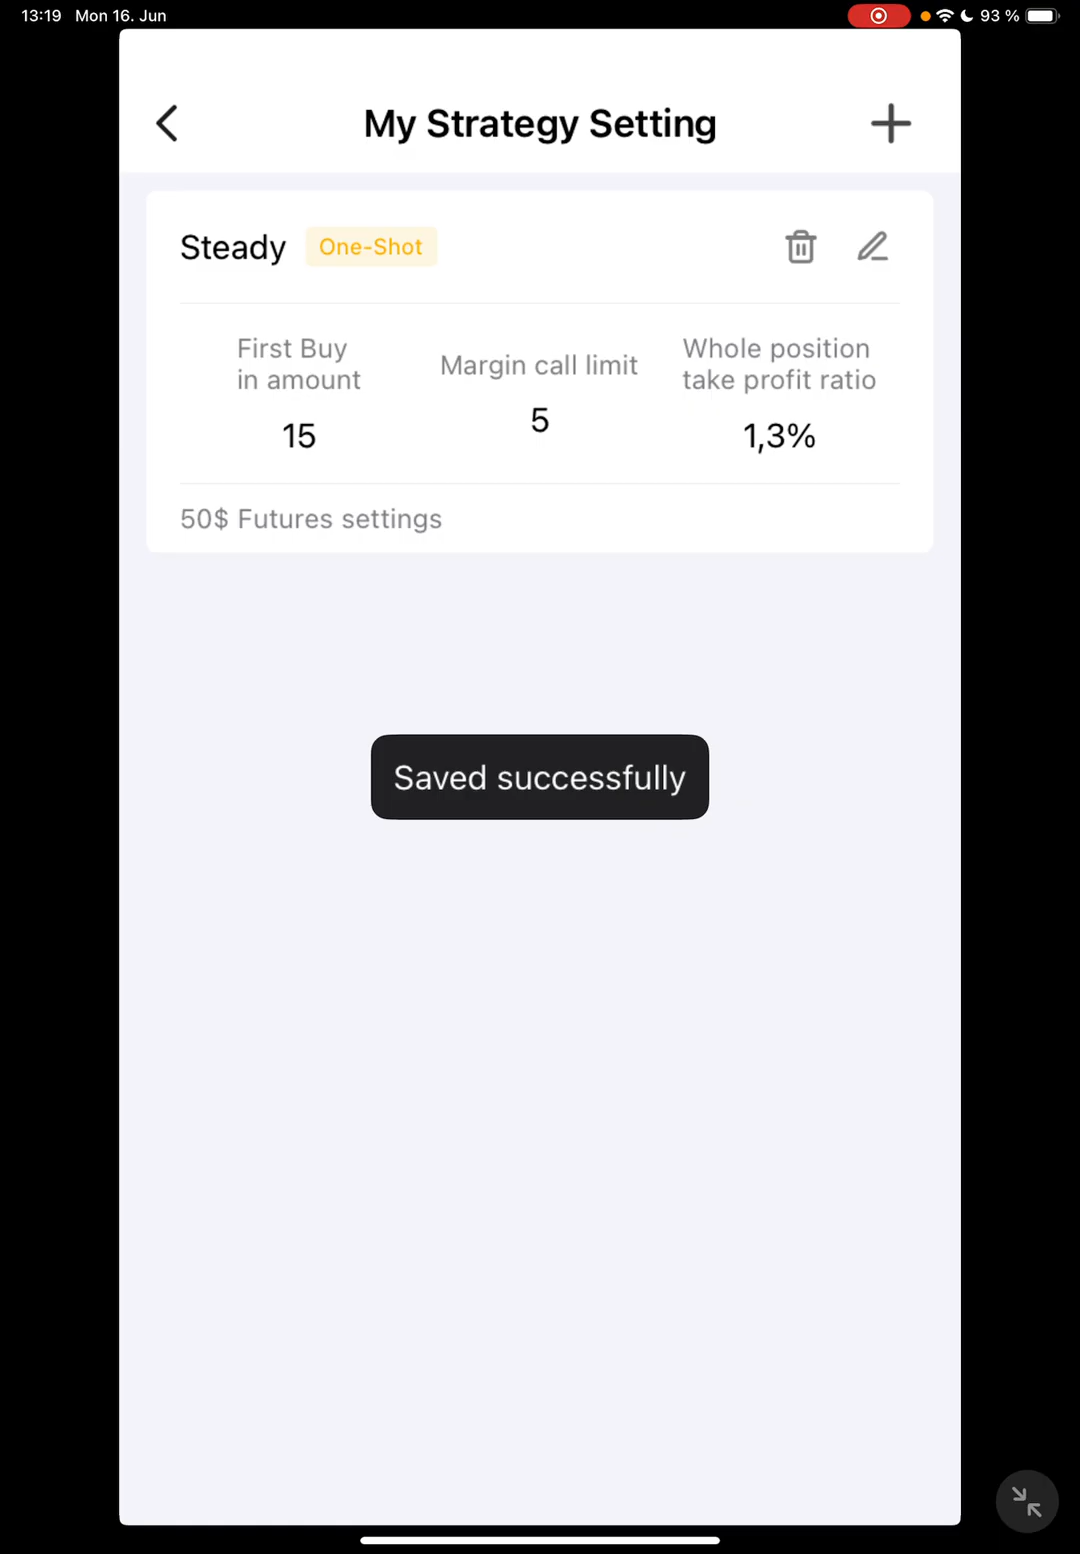 13:19 Mon 16. Jun 93 %
My Strategy Setting
Steady One-Shot
First Buy
in amount
15
Margin call limit
5
Whole position
take profit ratio
1,3%
50$ Futures settings
Saved successfully